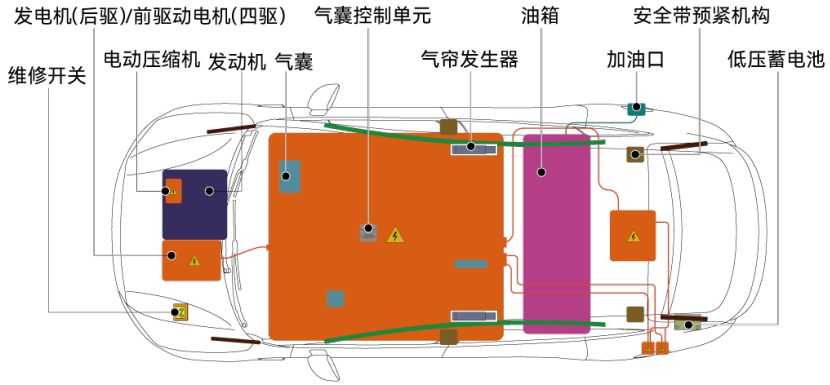 发电机(后驱)/前驱动电机(四驱)
气囊控制单元
油箱
安全带预紧机构
维修开关
电动压缩机
发动机
气囊
气帘发生器
加油口
低压蓄电池